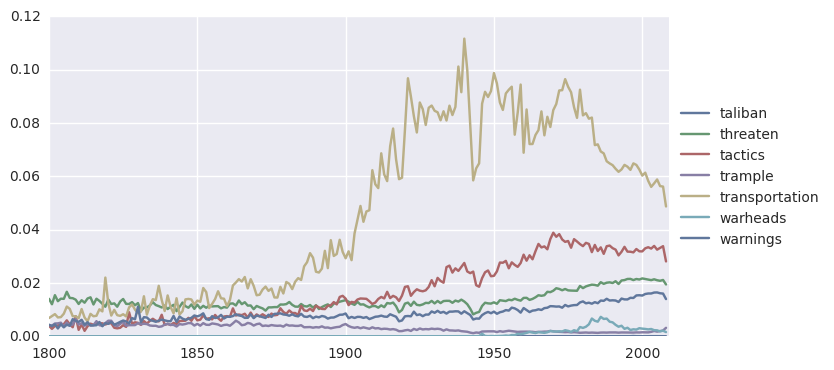 0.12
0.10
0.08
0.06
0.04
0.02
0.00
1800
1850
1900
1950
2000
taliban
threaten
tactics
trample
transportation
warheads
warnings